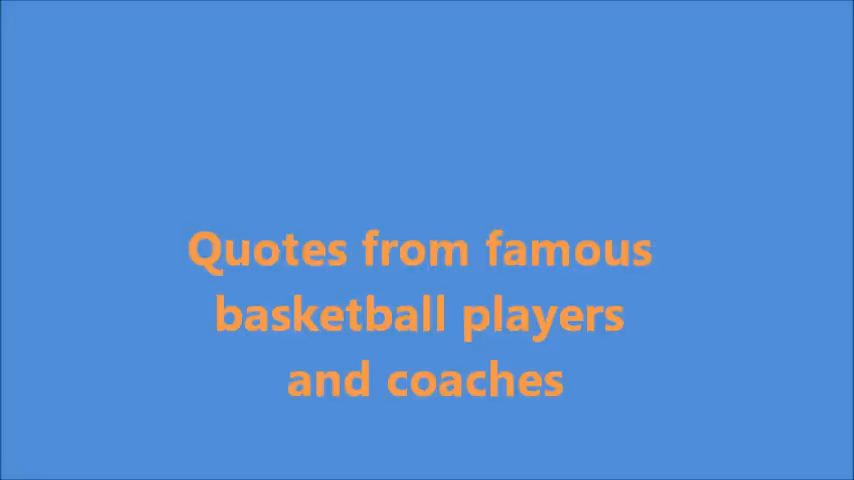 Quotes from famous
basketball players
and coaches